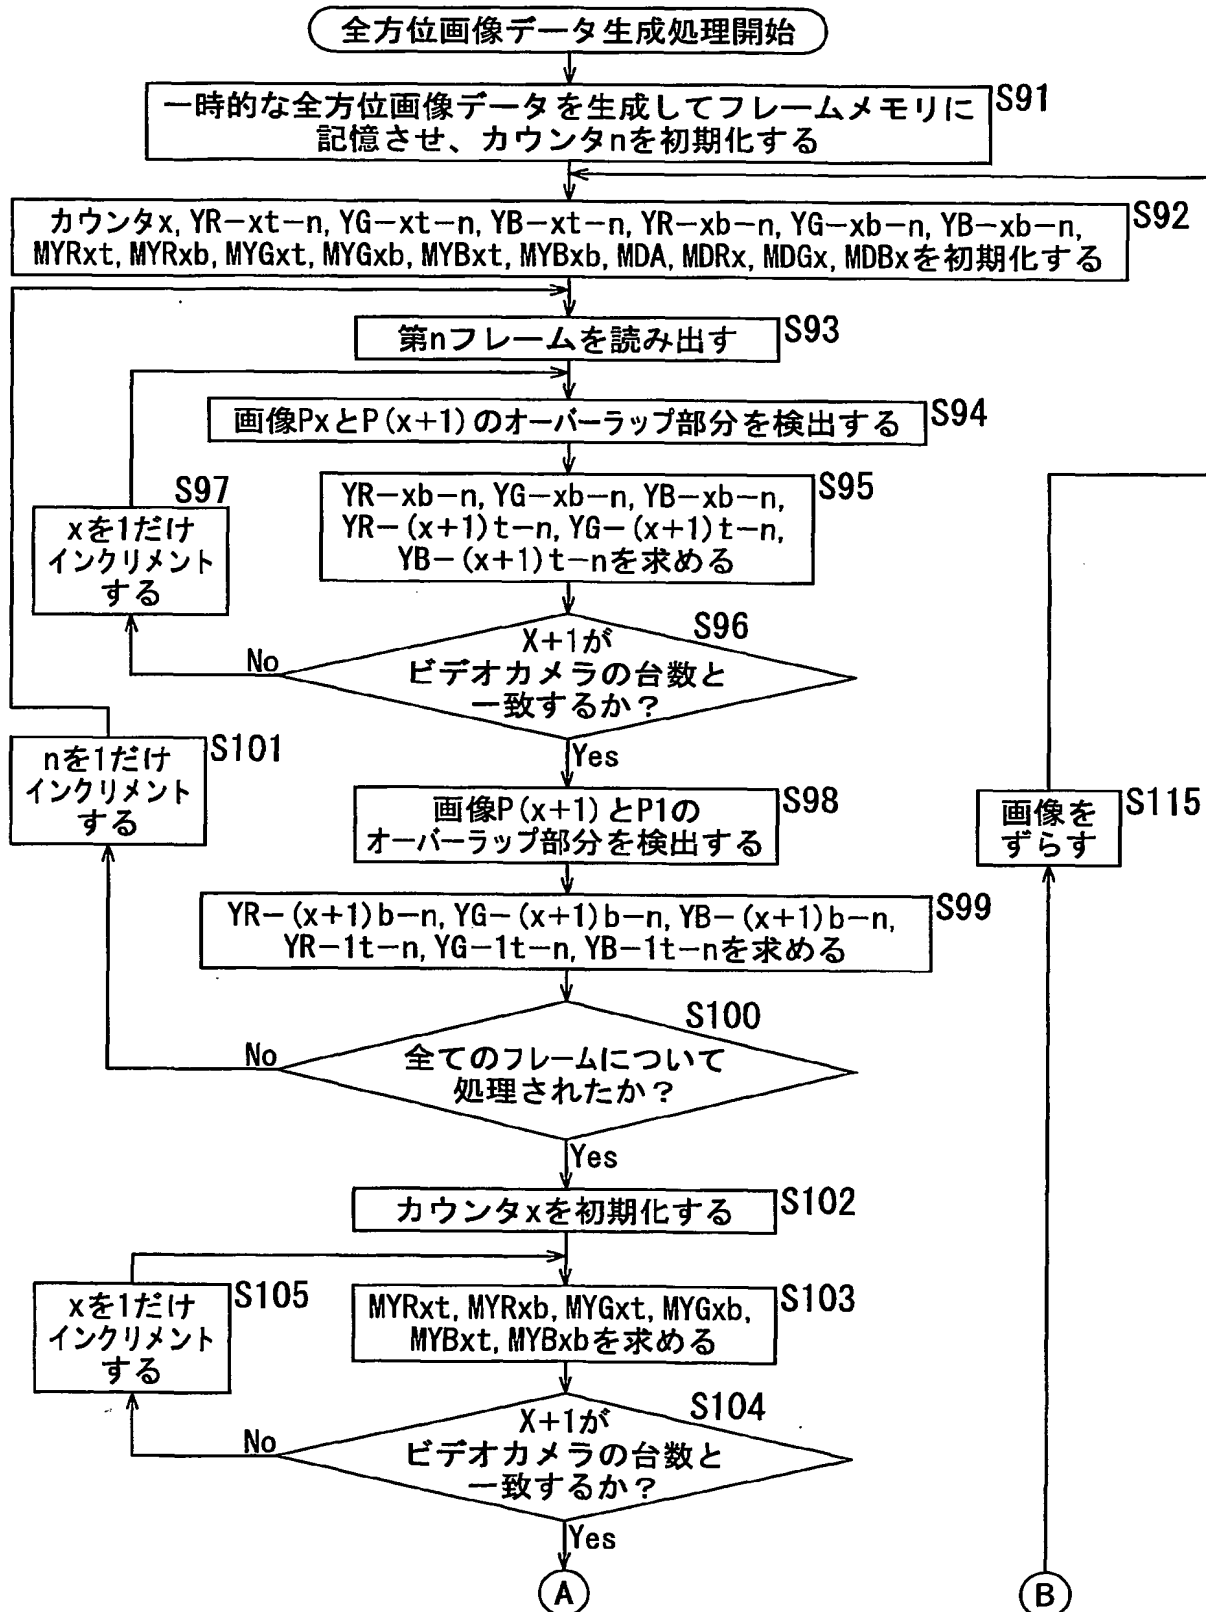 全方位画像データ生成処理開始
一時的な全方位画像データを生成してフレームメモリに
記憶させ、カウンタnを初期化する
S91
カウンタx, YR−xt−n, YG−xt−n, YB−xt−n, YR−xb−n, YG−xb−n, YB−xb−n,
MYRxt, MYRxb, MYGxt, MYGxb, MYBxt, MYBxb, MDA, MDRx, MDGx, MDBxを初期化する
S92
第nフレームを読み出す
S93
画像PxとP(x+1)のオーバーラップ部分を検出する
S94
YR−xb−n, YG−xb−n, YB−xb−n,
YR−(x+1)t−n, YG−(x+1)t−n,
YB−(x+1)t−nを求める
S95
S97
xを1だけ
インクリメント
する
X+1が
ビデオカメラの台数と
一致するか？
S96
No
Yes
nを1だけ
インクリメント
する
S101
画像P(x+1)とP1の
オーバーラップ部分を検出する
S98
画像を
ずらす
S115
YR−(x+1)b−n, YG−(x+1)b−n, YB−(x+1)b−n,
YR−1t−n, YG−1t−n, YB−1t−nを求める
S99
全てのフレームについて
処理されたか？
S100
No
Yes
カウンタxを初期化する
S102
xを1だけ
インクリメント
する
S105
MYRxt, MYRxb, MYGxt, MYGxb,
MYBxt, MYBxbを求める
S103
X+1が
ビデオカメラの台数と
一致するか？
S104
No
Yes
A
B